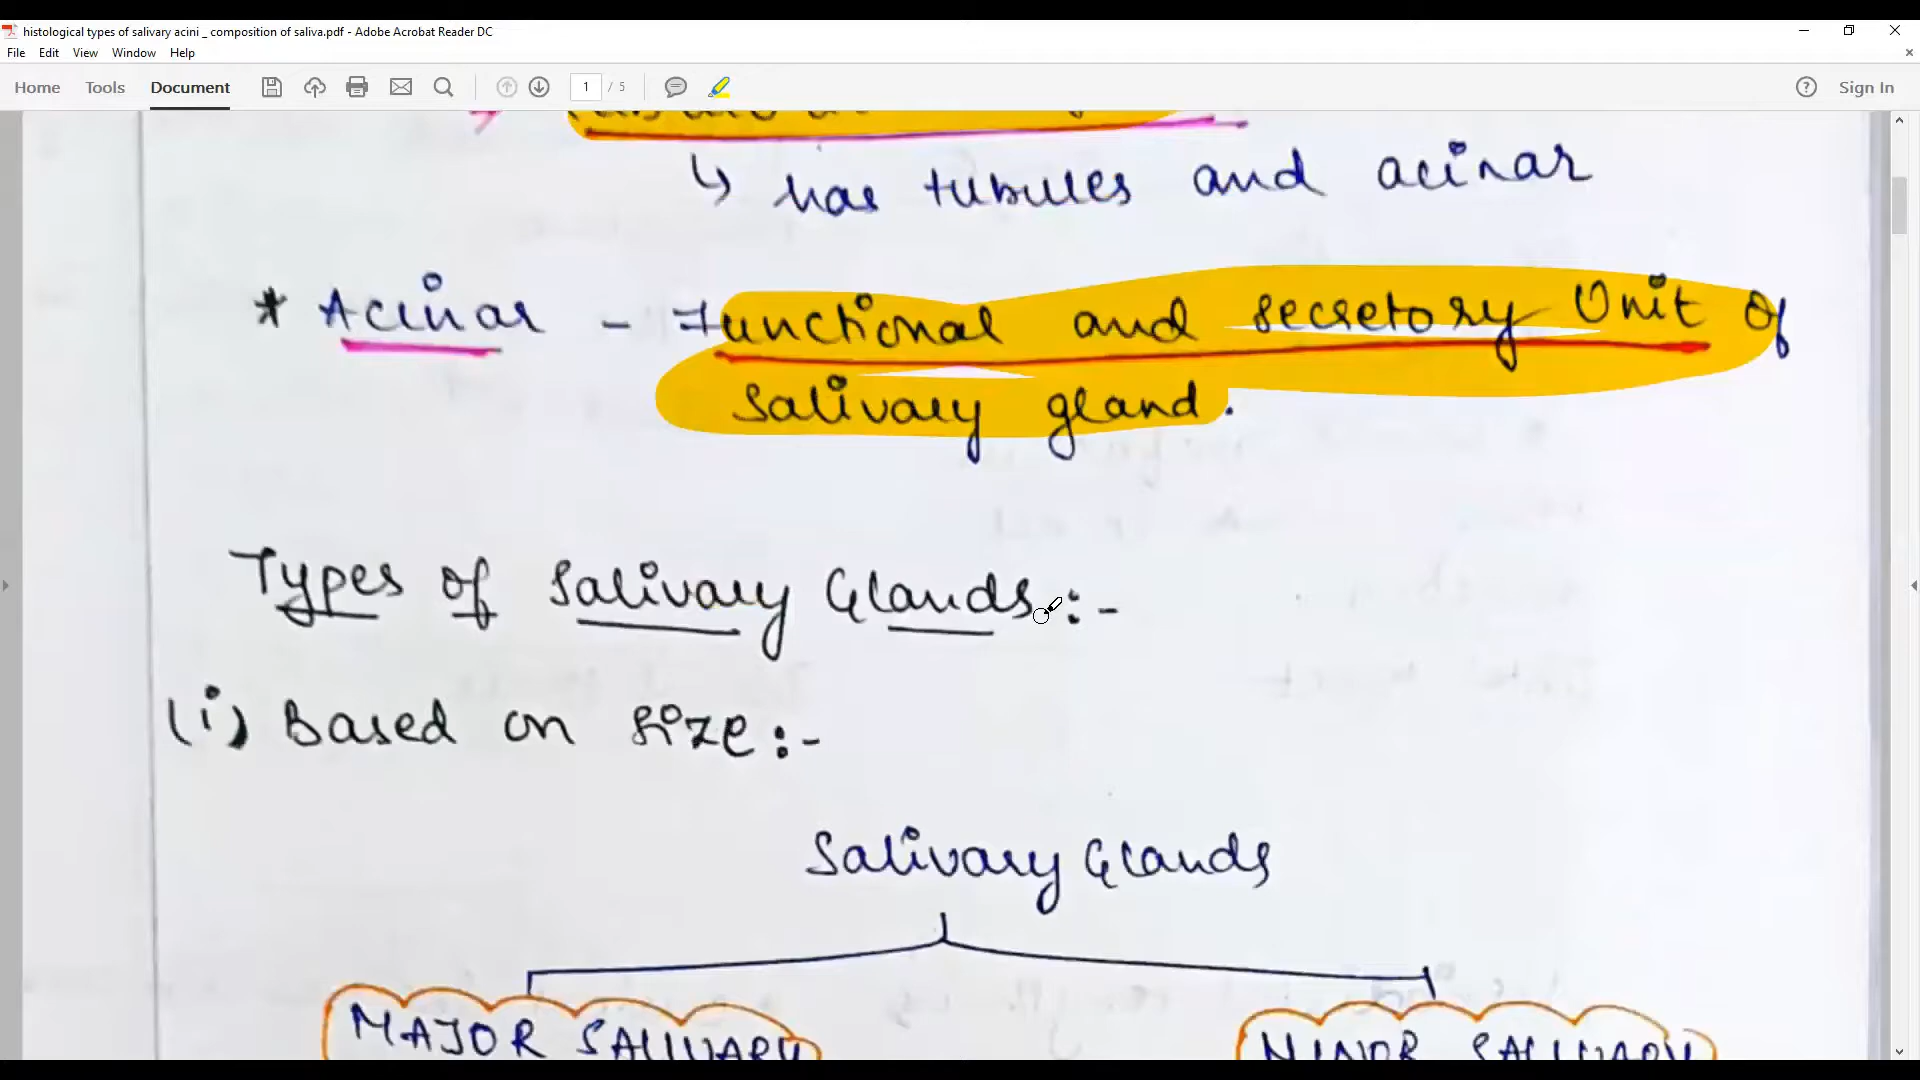 histological types of salivary acini _ composition of saliva.pdf - Adobe Acrobat Reader DC
File Edit View Window Help
Home Tools Document 1 / 5 Sign In
↳ has tubules and acinar
* Acinar - Functional and secretory Unit of
salivary gland.
Types of Salivary Glands:-
(i) Based on size:-
Salivary Glands
MAJOR SALIVARY MINOR SALIVARY